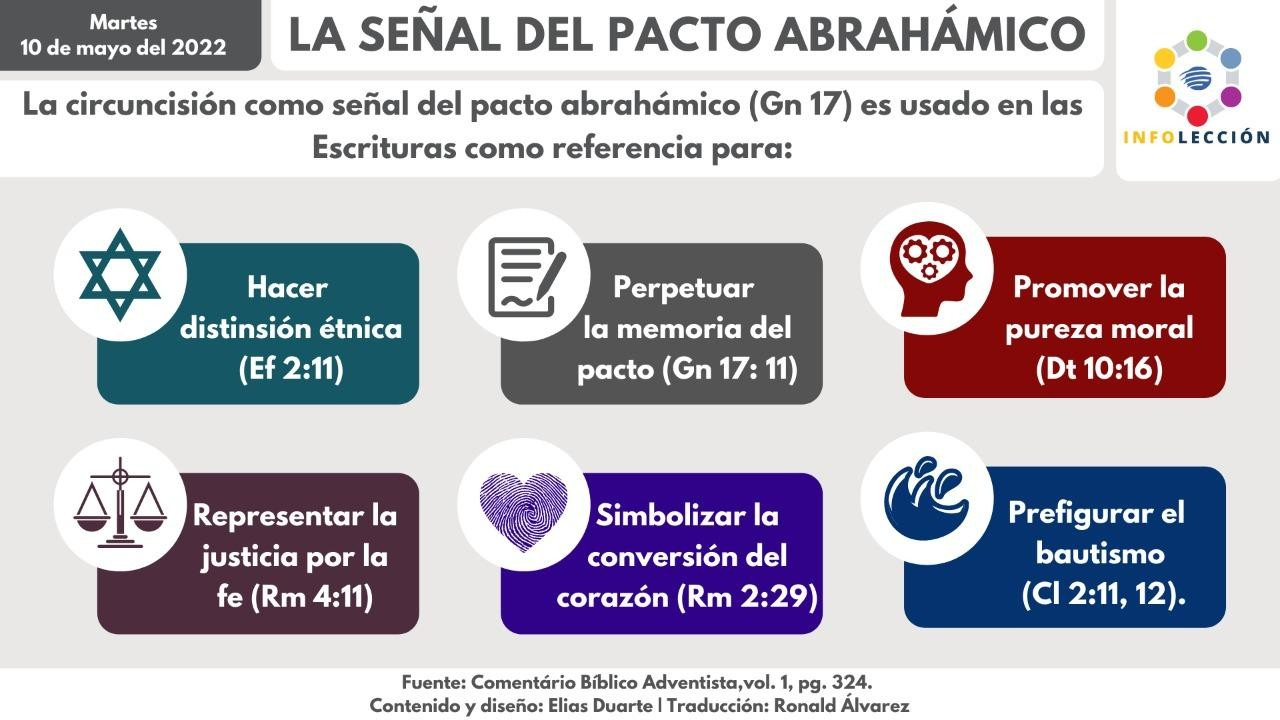 Martes
10 de mayo del 2022
LA SEÑAL DEL PACTO ABRAHÁMICO
INFOLECCIÓN
La circuncisión como señal del pacto abrahámico (Gn 17) es usado en las
Escrituras como referencia para:
Hacer
distinsión étnica
(Ef 2:11)
Perpetuar
la memoria del
pacto (Gn 17: 11)
Promover la
pureza moral
(Dt 10:16)
Representar la
justicia por la
fe (Rm 4:11)
Simbolizar la
conversión del
corazón (Rm 2:29)
Prefigurar el
bautismo
(Cl 2:11, 12).
Fuente: Comentário Bíblico Adventista,vol. 1, pg. 324.
Contenido y diseño: Elias Duarte | Traducción: Ronald Álvarez